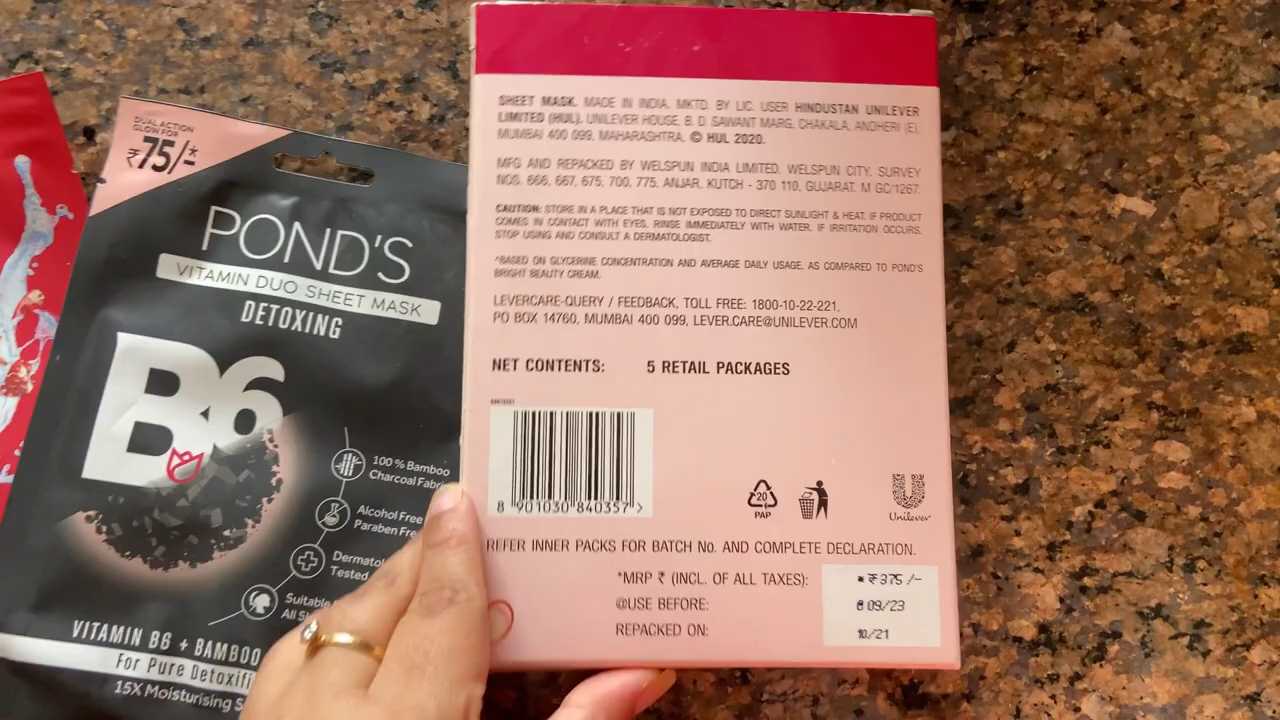 DUAL ACTION
GLOW FOR
₹75/-*
POND'S
VITAMIN DUO SHEET MASK
DETOXING
B6
100 % Bamboo
Charcoal Fabric
Alcohol Free
Paraben Free
Tested
Suitable
All
VITAMIN B6 + BAMBOO
For Pure
15X Moisturising
SHEET MASK. MADE IN INDIA. MKTD. BY LIC. USER HINDUSTAN UNILEVER
LIMITED (HUL), UNILEVER HOUSE, B. D. SAWANT MARG, CHAKALA, ANDHERI (E),
MUMBAI 400 099, MAHARASHTRA. © HUL 2020.
MFG AND REPACKED BY WELSPUN INDIA LIMITED. WELSPUN CITY. SURVEY
NOS. 666, 667, 675, 700, 775. ANJAR. KUTCH - 370 110, GUJARAT. M GC/1267.
CAUTION: STORE IN A PLACE THAT IS NOT EXPOSED TO DIRECT SUNLIGHT & HEAT. IF PRODUCT
COMES IN CONTACT WITH EYES, RINSE IMMEDIATELY WITH WATER. IF IRRITATION OCCURS,
STOP USING AND CONSULT A DERMATOLOGIST.
^BASED ON GLYCERINE CONCENTRATION AND AVERAGE DAILY USAGE, AS COMPARED TO POND'S
BRIGHT BEAUTY CREAM.
LEVERCARE-QUERY / FEEDBACK, TOLL FREE: 1800-10-22-221,
PO BOX 14760, MUMBAI 400 099, LEVER.CARE@UNILEVER.COM
NET CONTENTS: 5 RETAIL PACKAGES
8 901030 840357 >
20
PAP
Unilever
REFER INNER PACKS FOR BATCH No. AND COMPLETE DECLARATION.
*MRP ₹ (INCL. OF ALL TAXES): * ₹ 375 /-
@USE BEFORE: @ 09/23
REPACKED ON: 10/21